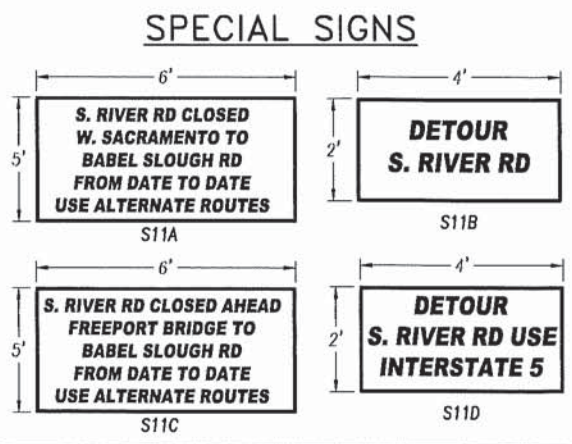 SPECIAL SIGNS
6'
5'
S. RIVER RD CLOSED
W. SACRAMENTO TO
BABEL SLOUGH RD
FROM DATE TO DATE
USE ALTERNATE ROUTES
S11A
4'
2'
DETOUR
S. RIVER RD
S11B
6'
5'
S. RIVER RD CLOSED AHEAD
FREEPORT BRIDGE TO
BABEL SLOUGH RD
FROM DATE TO DATE
USE ALTERNATE ROUTES
S11C
4'
2'
DETOUR
S. RIVER RD USE
INTERSTATE 5
S11D